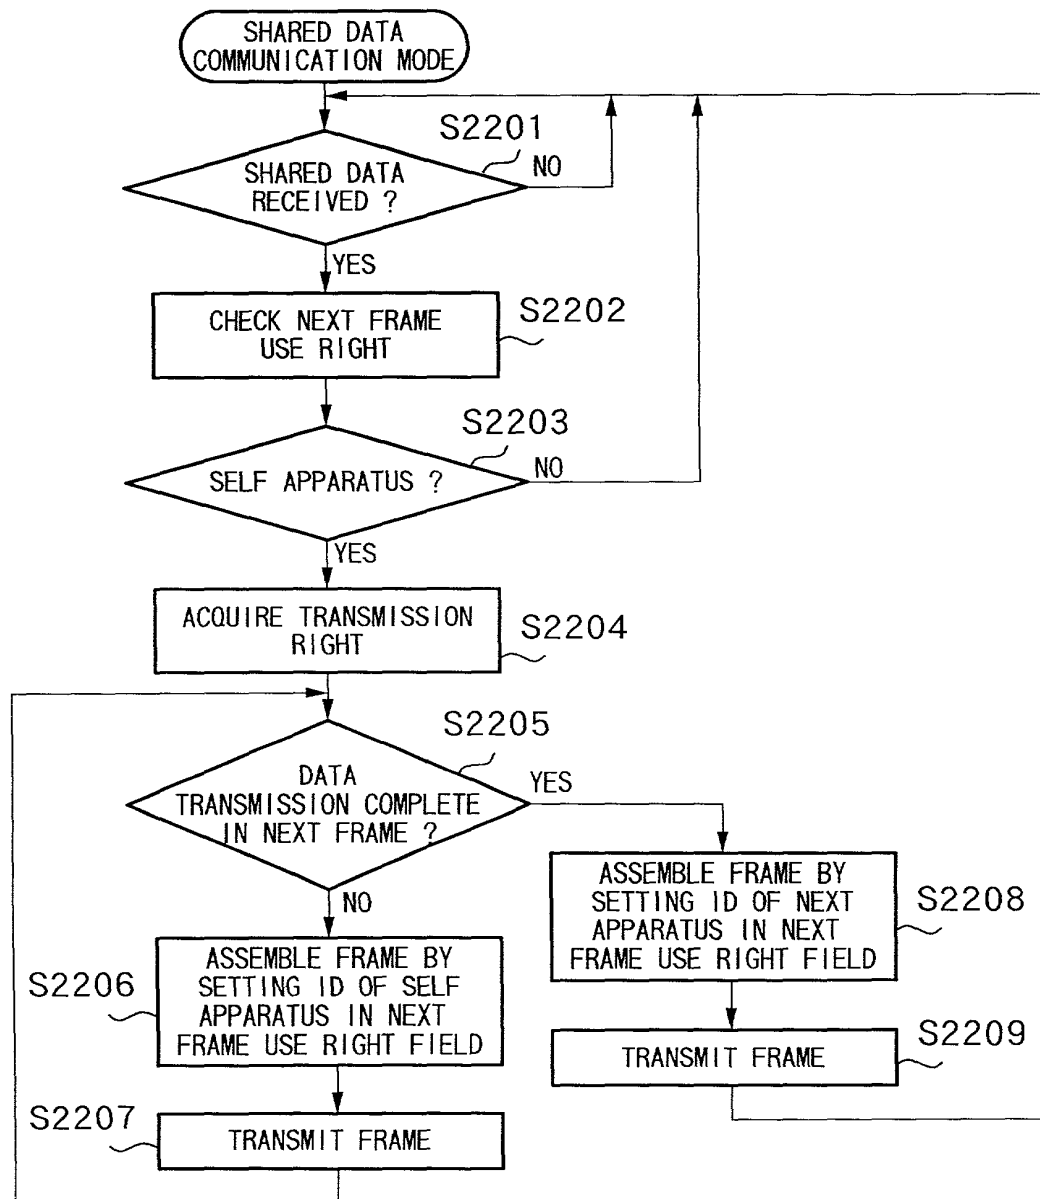 SHARED DATA
COMMUNICATION MODE
S2201
SHARED DATA
RECEIVED ?
NO
YES
CHECK NEXT FRAME
USE RIGHT
S2202
S2203
SELF APPARATUS ?
NO
YES
ACQUIRE TRANSMISSION
RIGHT
S2204
S2205
DATA
TRANSMISSION COMPLETE
IN NEXT FRAME ?
YES
NO
S2206
ASSEMBLE FRAME BY
SETTING ID OF SELF
APPARATUS IN NEXT
FRAME USE RIGHT FIELD
S2207
TRANSMIT FRAME
ASSEMBLE FRAME BY
SETTING ID OF NEXT
APPARATUS IN NEXT
FRAME USE RIGHT FIELD
S2208
TRANSMIT FRAME
S2209